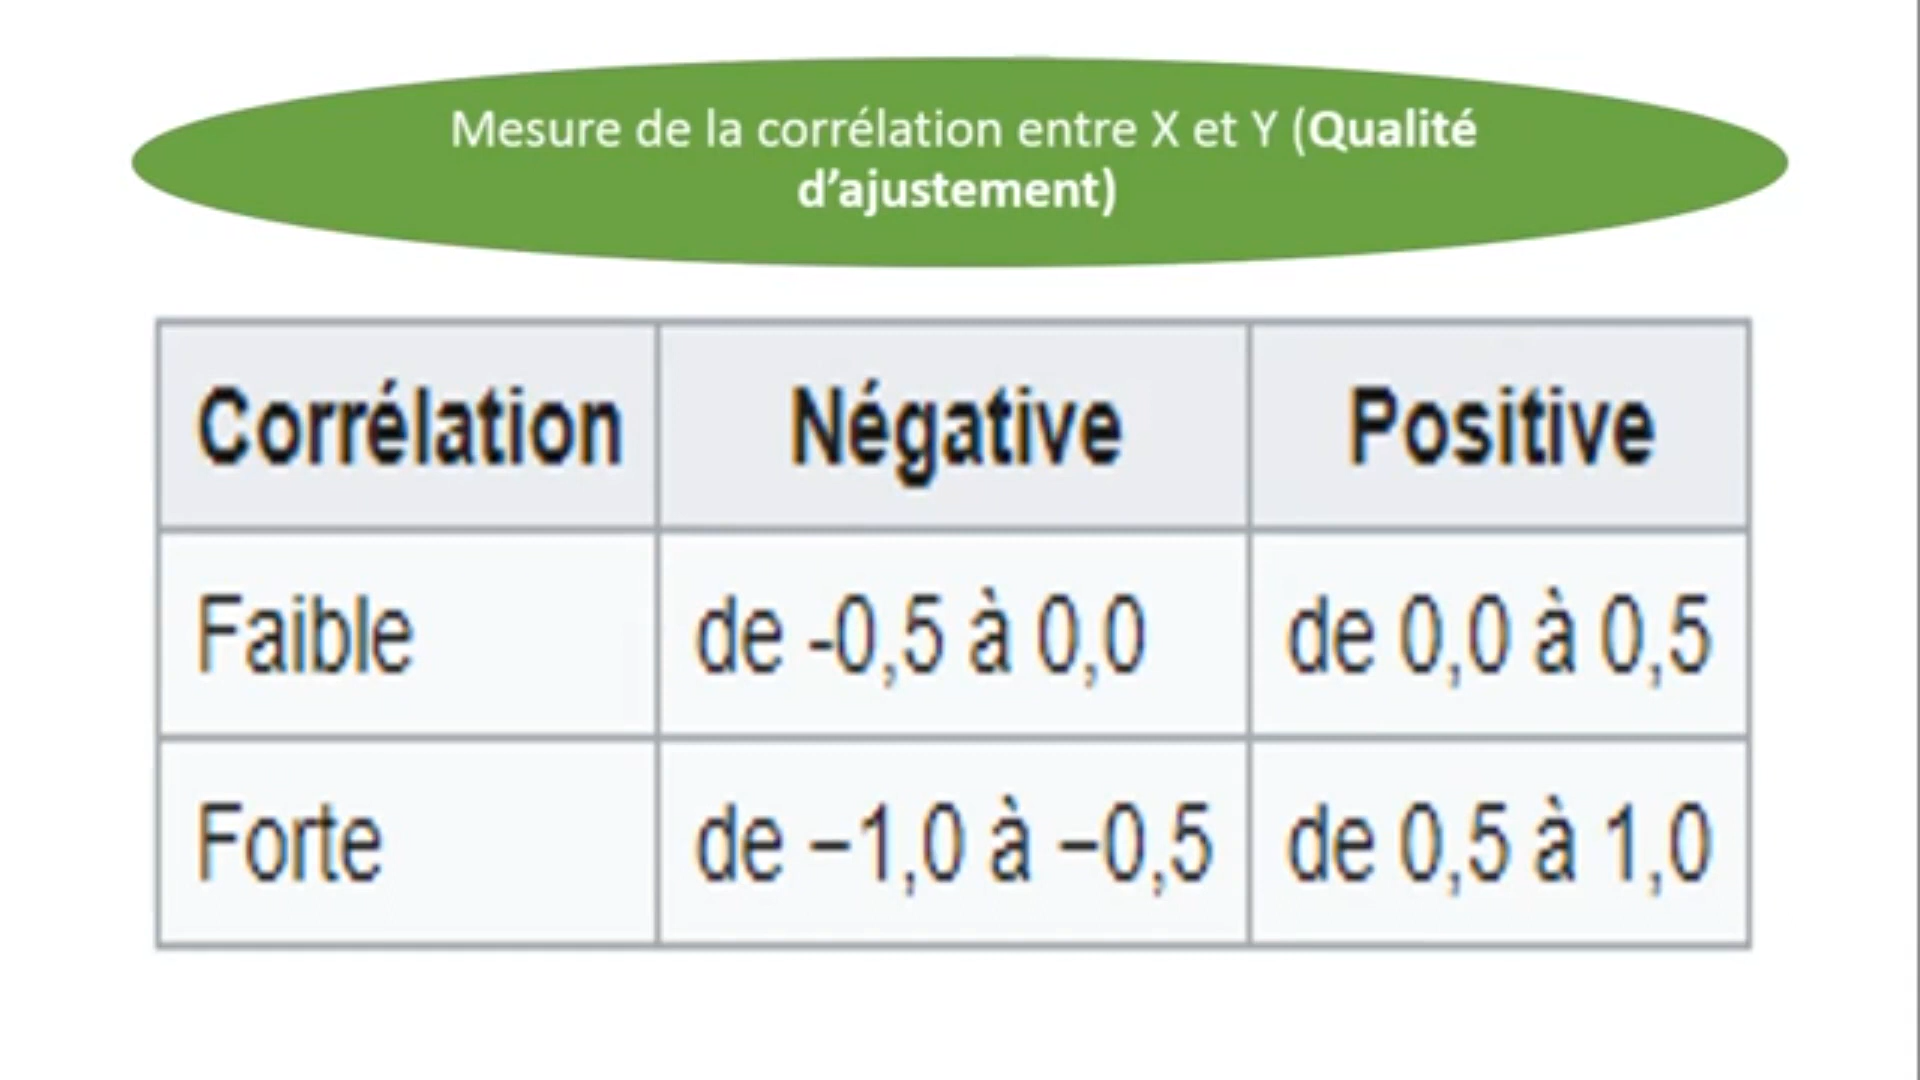 Mesure de la corrélation entre X et Y (Qualité
d’ajustement)
Corrélation Négative Positive
Faible de -0,5 à 0,0 de 0,0 à 0,5
Forte de −1,0 à −0,5 de 0,5 à 1,0